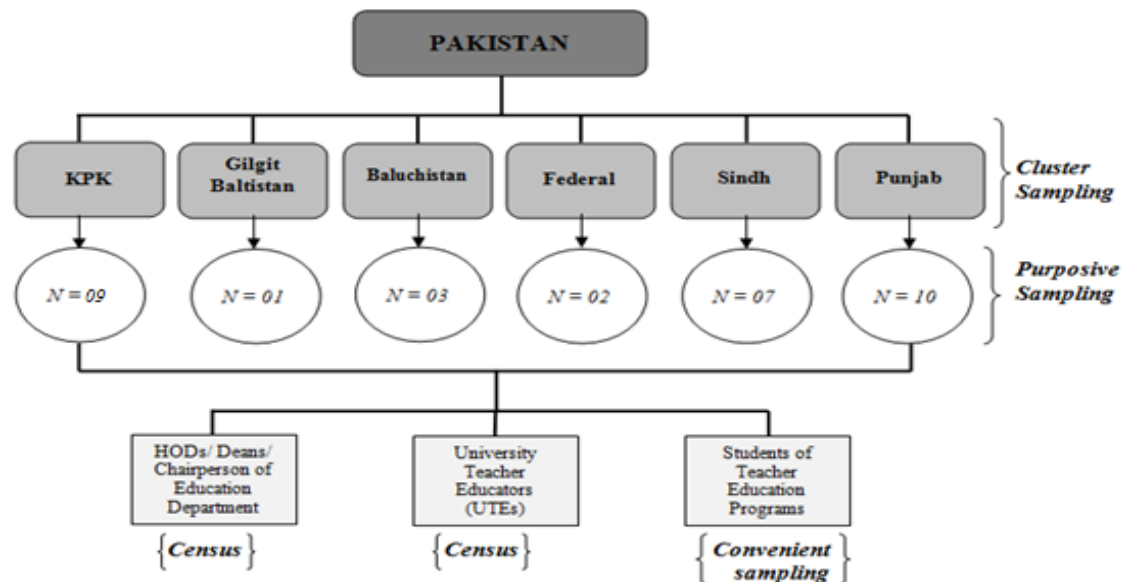 PAKISTAN
KPK
Gilgit
Baltistan
Baluchistan
Federal
Sindh
Punjab
Cluster
Sampling
N = 09
N = 01
N = 03
N = 02
N = 07
N = 10
Purposive
Sampling
HODs/ Deans/
Chairperson of
Education
Department
University
Teacher
Educators
(UTEs)
Students of
Teacher
Education
Programs
{Census}
{Census}
{Convenient
sampling}